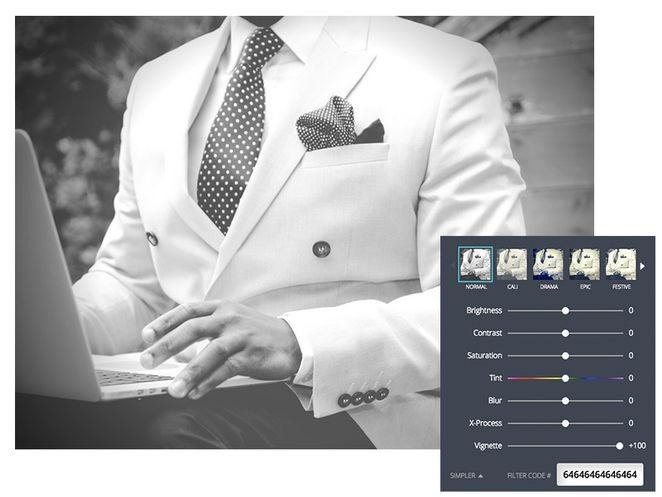 NORMAL CALI DRAMA EPIC FESTIVE
Brightness 0
Contrast 0
Saturation 0
Tint 0
Blur 0
X-Process 0
Vignette +100
SIMPLER FILTER CODE # 64646464646464